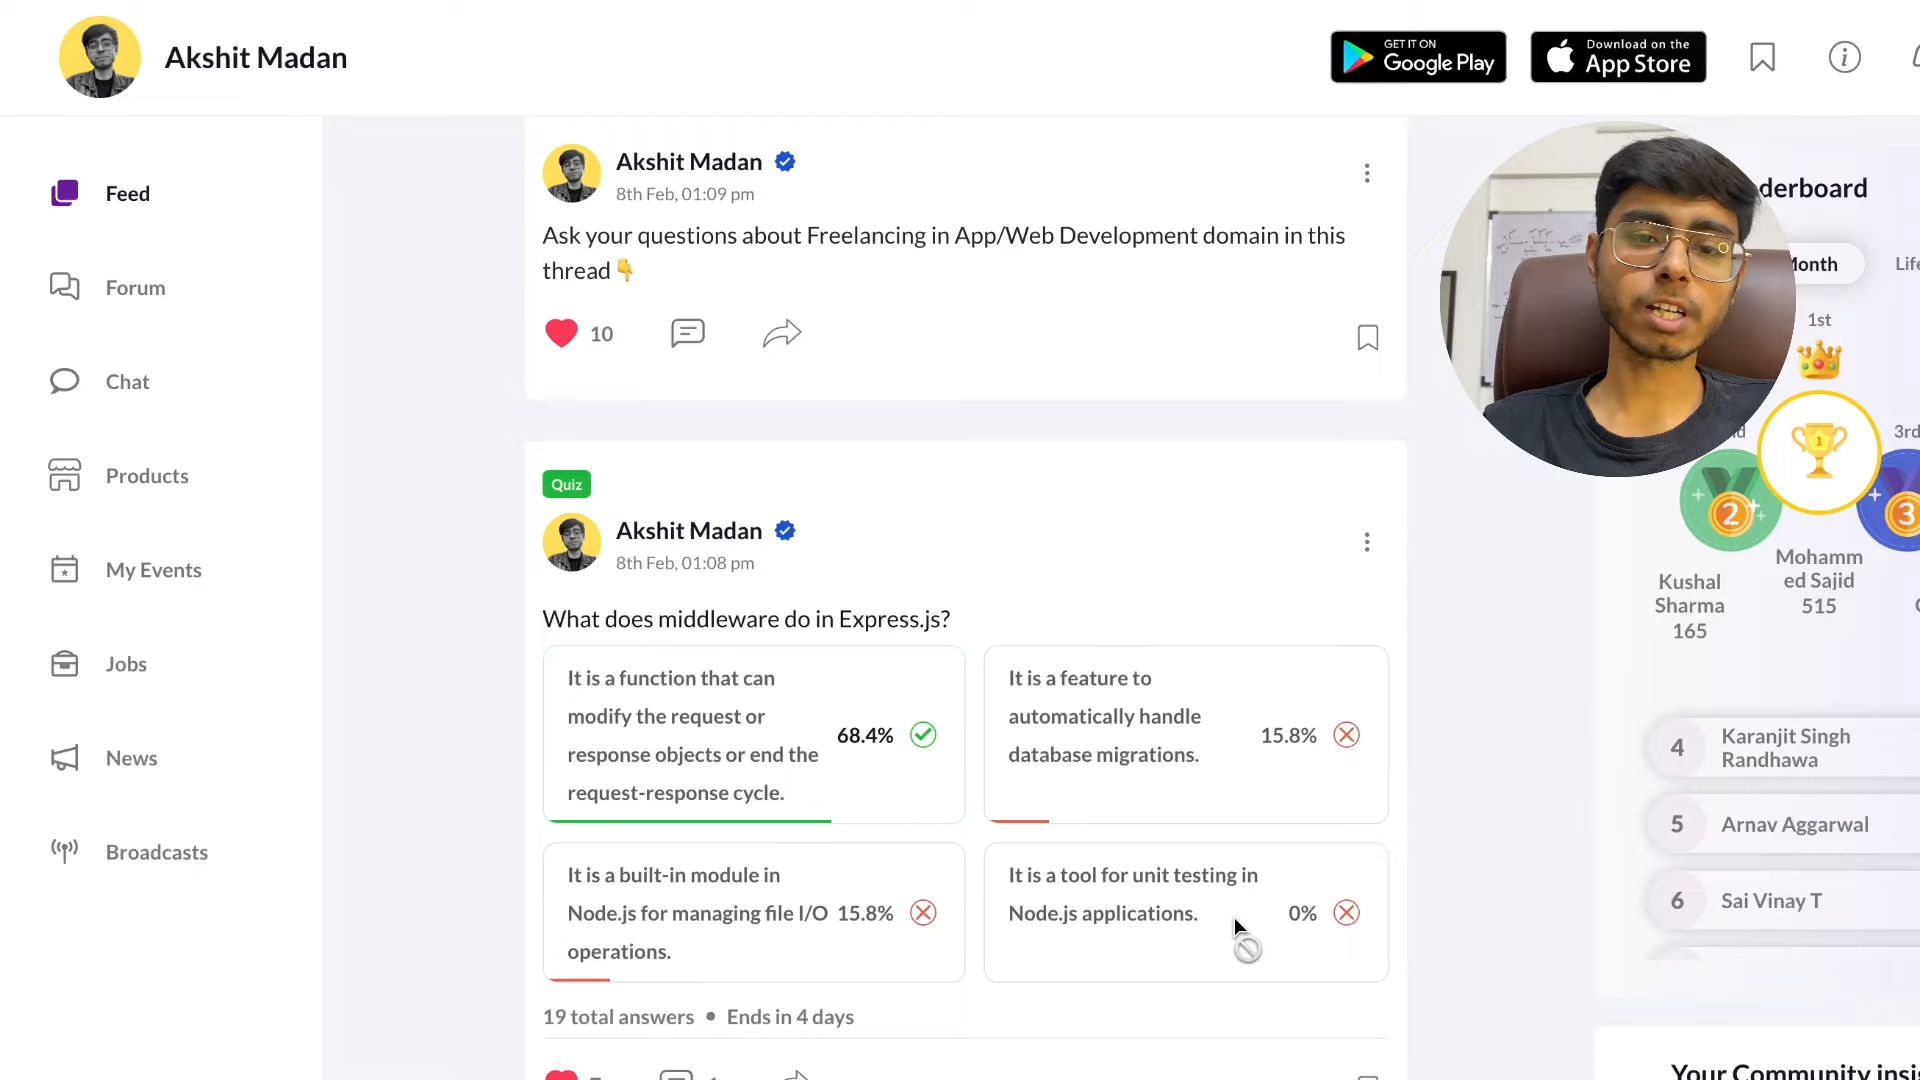 Akshit Madan
GET IT ON
Google Play
Download on the
App Store
Feed
Forum
Chat
Products
My Events
Jobs
News
Broadcasts
Akshit Madan
8th Feb, 01:09 pm
Ask your questions about Freelancing in App/Web Development domain in this
thread👇
10
Quiz
Akshit Madan
8th Feb, 01:08 pm
What does middleware do in Express.js?
It is a function that can
modify the request or
response objects or end the
request-response cycle.
68.4%
It is a feature to
automatically handle
database migrations.
15.8%
It is a built-in module in
Node.js for managing file I/O
operations.
15.8%
It is a tool for unit testing in
Node.js applications.
0%
19 total answers • Ends in 4 days
derboard
Month
Life
1st
3rd
1
2
3
Kushal
Sharma
165
Mohamm
ed Sajid
515
4
Karanjit Singh
Randhawa
5
Arnav Aggarwal
6
Sai Vinay T
Your Community insig